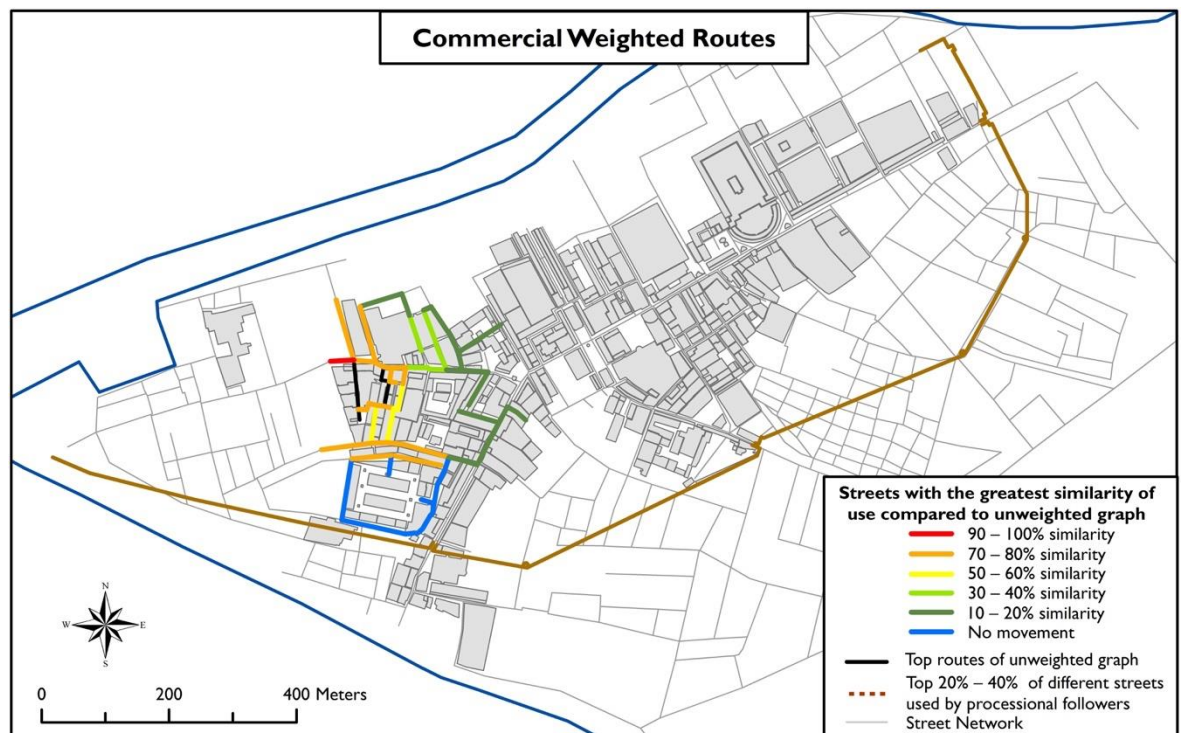 Commercial Weighted Routes
Streets with the greatest similarity of
use compared to unweighted graph
90 – 100% similarity
70 – 80% similarity
50 – 60% similarity
30 – 40% similarity
10 – 20% similarity
No movement
Top routes of unweighted graph
Top 20% – 40% of different streets
used by processional followers
Street Network
N
W E
S
0 200 400 Meters